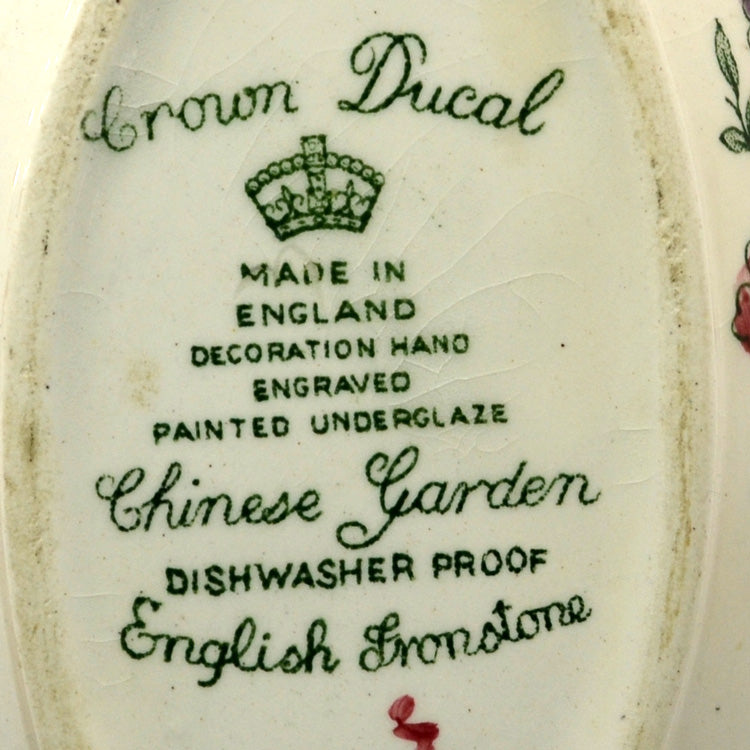 Crown Ducal
MADE IN
ENGLAND
DECORATION HAND
ENGRAVED
PAINTED UNDERGLAZE
Chinese Garden
DISHWASHER PROOF
English Ironstone